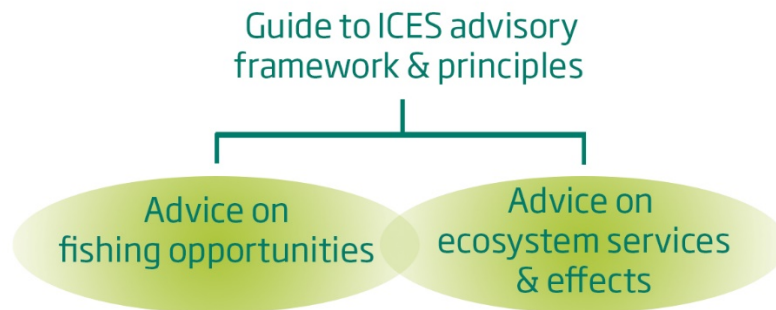 Guide to ICES advisory
framework & principles
Advice on
fishing opportunities
Advice on
ecosystem services
& effects